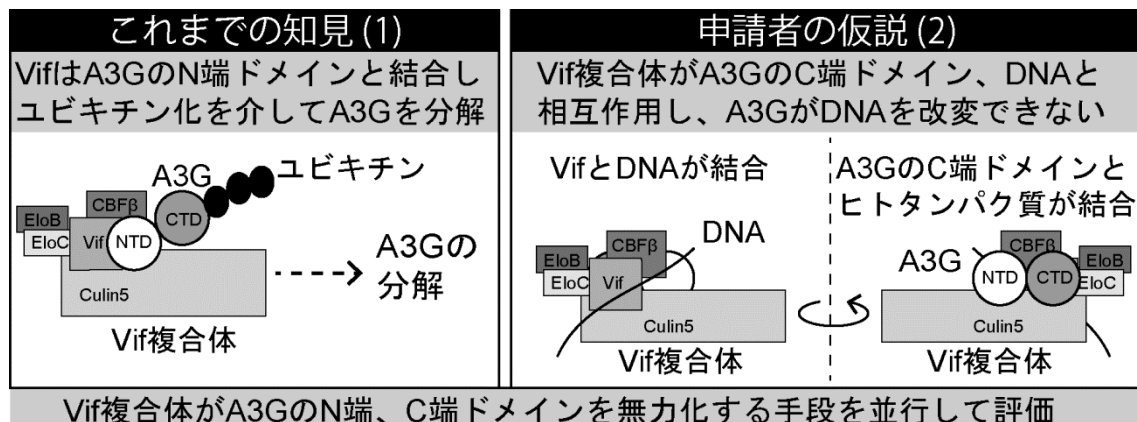 これまでの知見 (1)
VifはA3GのN端ドメインと結合し
ユビキチン化を介してA3Gを分解
A3G
ユビキチン
CBFβ
CTD
EloB
EloC
Vif
NTD
Culin5
A3Gの
分解
Vif複合体
申請者の仮説 (2)
Vif複合体がA3GのC端ドメイン、DNAと
相互作用し、A3GがDNAを改変できない
VifとDNAが結合
DNA
CBFβ
EloB
EloC
Vif
Culin5
Vif複合体
A3GのC端ドメインと
ヒトタンパク質が結合
A3G
CBFβ
EloB
NTD
CTD
EloC
Culin5
Vif複合体
Vif複合体がA3GのN端、C端ドメインを無力化する手段を並行して評価